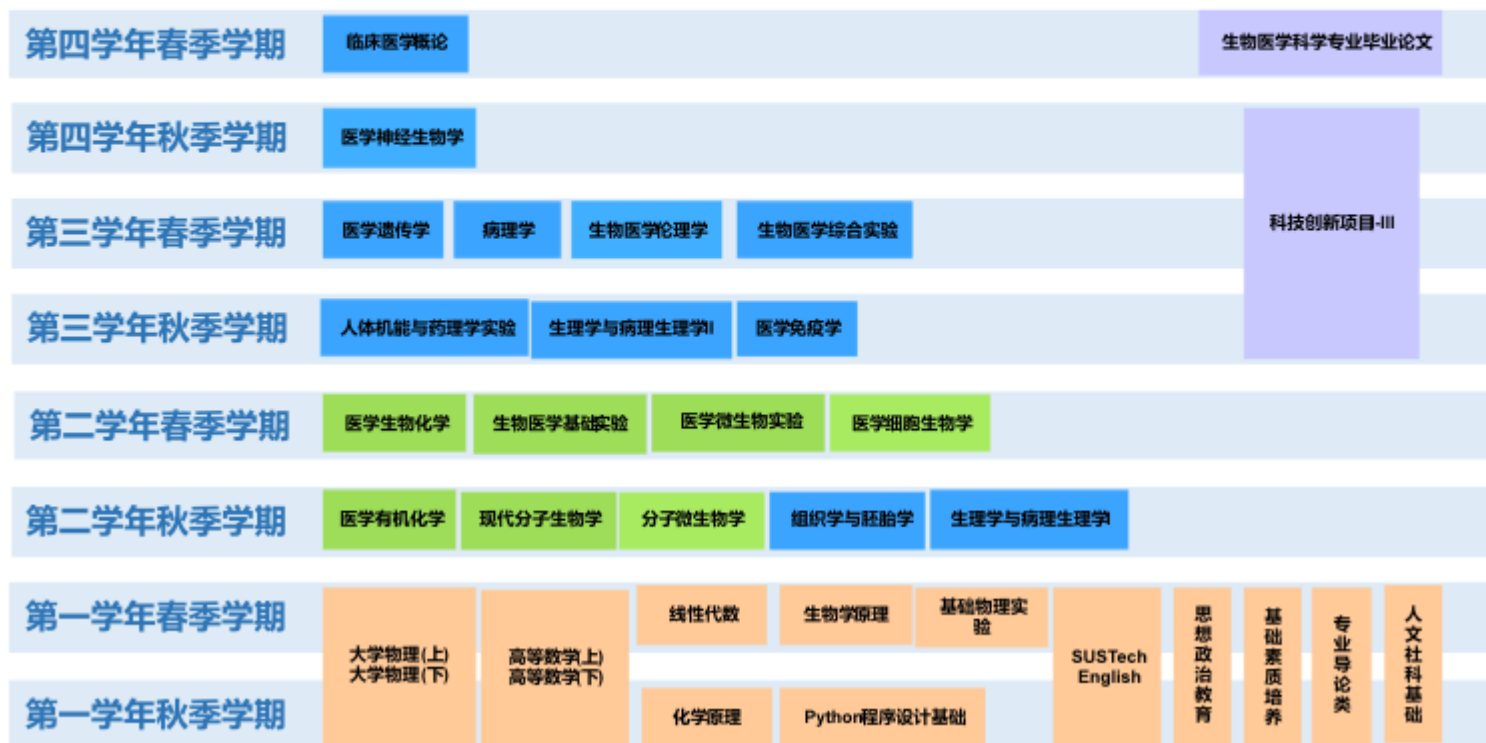 第四学年春季学期
临床医学概论
生物医学科学专业毕业论文
第四学年秋季学期
医学神经生物学
科技创新项目-III
第三学年春季学期
医学遗传学
病理学
生物医学伦理学
生物医学综合实验
第三学年秋季学期
人体机能与药理学实验
生理学与病理生理学II
医学免疫学
第二学年春季学期
医学生物化学
生物医学基础实验
医学微生物实验
医学细胞生物学
第二学年秋季学期
医学有机化学
现代分子生物学
分子微生物学
组织学与胚胎学
生理学与病理生理学I
第一学年春季学期
大学物理(上)
大学物理(下)
高等数学(上)
高等数学(下)
线性代数
生物学原理
基础物理实
验
SUSTech
English
思想政治教育
基础素质培养
专业导论类
人文社科基础
第一学年秋季学期
化学原理
Python程序设计基础